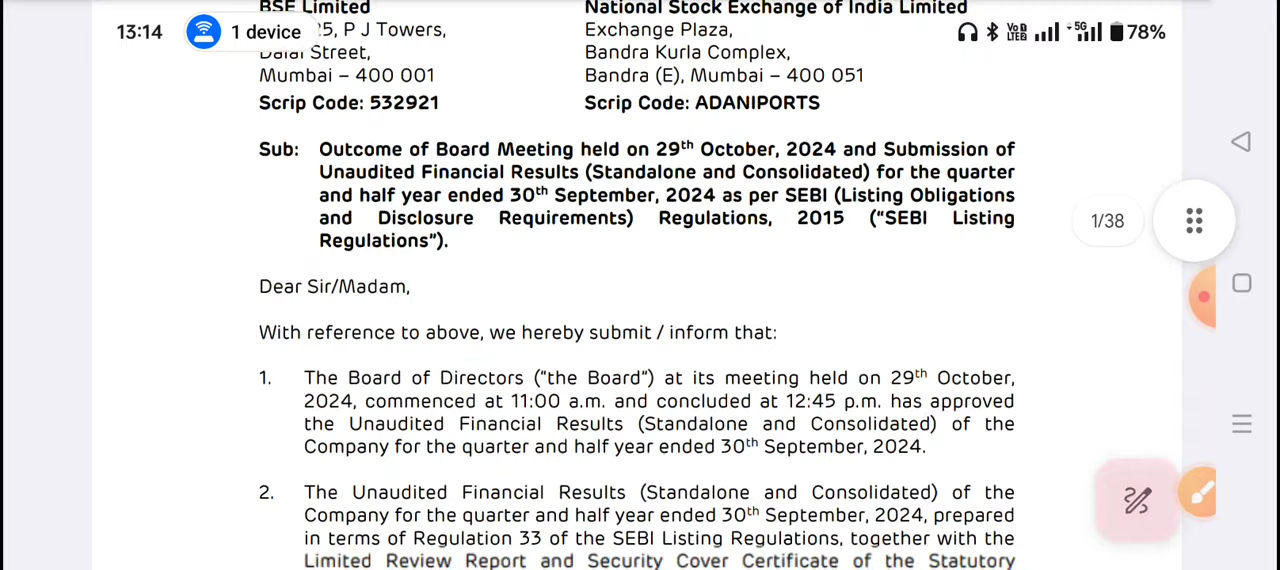 BSE Limited
National Stock Exchange of India Limited
13:14
1 device
25, P J Towers,
Exchange Plaza,
VoD LTEB
5G
78%
Dalal Street,
Bandra Kurla Complex,
Mumbai – 400 001
Bandra (E), Mumbai – 400 051
Scrip Code: 532921
Scrip Code: ADANIPORTS
Sub: Outcome of Board Meeting held on 29th October, 2024 and Submission of
Unaudited Financial Results (Standalone and Consolidated) for the quarter
and half year ended 30th September, 2024 as per SEBI (Listing Obligations
and Disclosure Requirements) Regulations, 2015 ("SEBI Listing
Regulations").
1/38
Dear Sir/Madam,
With reference to above, we hereby submit / inform that:
1. The Board of Directors ("the Board") at its meeting held on 29th October,
2024, commenced at 11:00 a.m. and concluded at 12:45 p.m. has approved
the Unaudited Financial Results (Standalone and Consolidated) of the
Company for the quarter and half year ended 30th September, 2024.
2. The Unaudited Financial Results (Standalone and Consolidated) of the
Company for the quarter and half year ended 30th September, 2024, prepared
in terms of Regulation 33 of the SEBI Listing Regulations, together with the
Limited Review Report and Security Cover Certificate of the Statutory